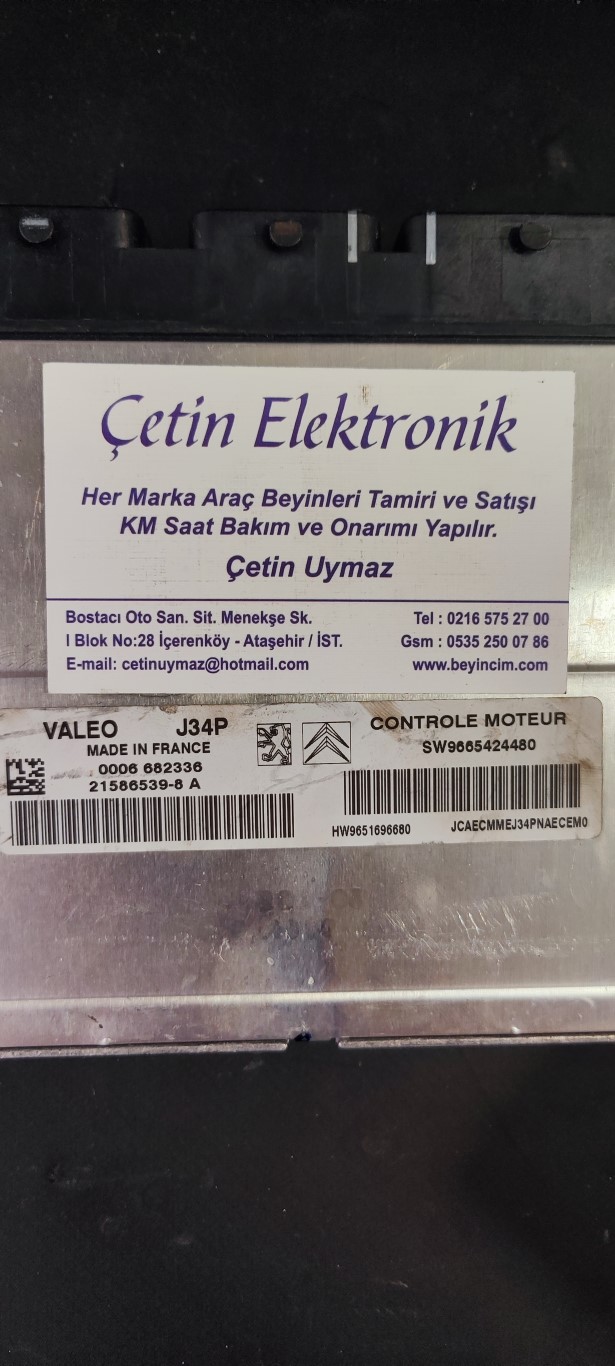 Çetin Elektronik
Her Marka Araç Beyinleri Tamiri ve Satışı
KM Saat Bakım ve Onarımı Yapılır.
Çetin Uymaz
Bostacı Oto San. Sit. Menekşe Sk.
I Blok No:28 İçerenköy - Ataşehir / İST.
E-mail: cetinuymaz@hotmail.com
Tel : 0216 575 27 00
Gsm : 0535 250 07 86
www.beyincim.com
VALEO J34P
MADE IN FRANCE
0006 682336
21586539-8 A
CONTROLE MOTEUR
SW9665424480
HW9651696680 JCAECMMEJ34PNAECEM0